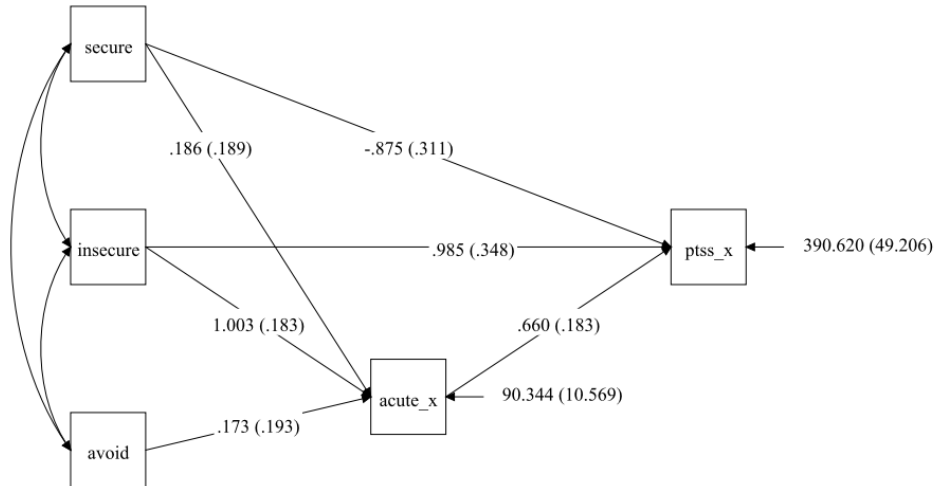 secure
.186 (.189)
-.875 (.311)
insecure
.985 (.348)
ptss_x
390.620 (49.206)
1.003 (.183)
.660 (.183)
acute_x
90.344 (10.569)
.173 (.193)
avoid